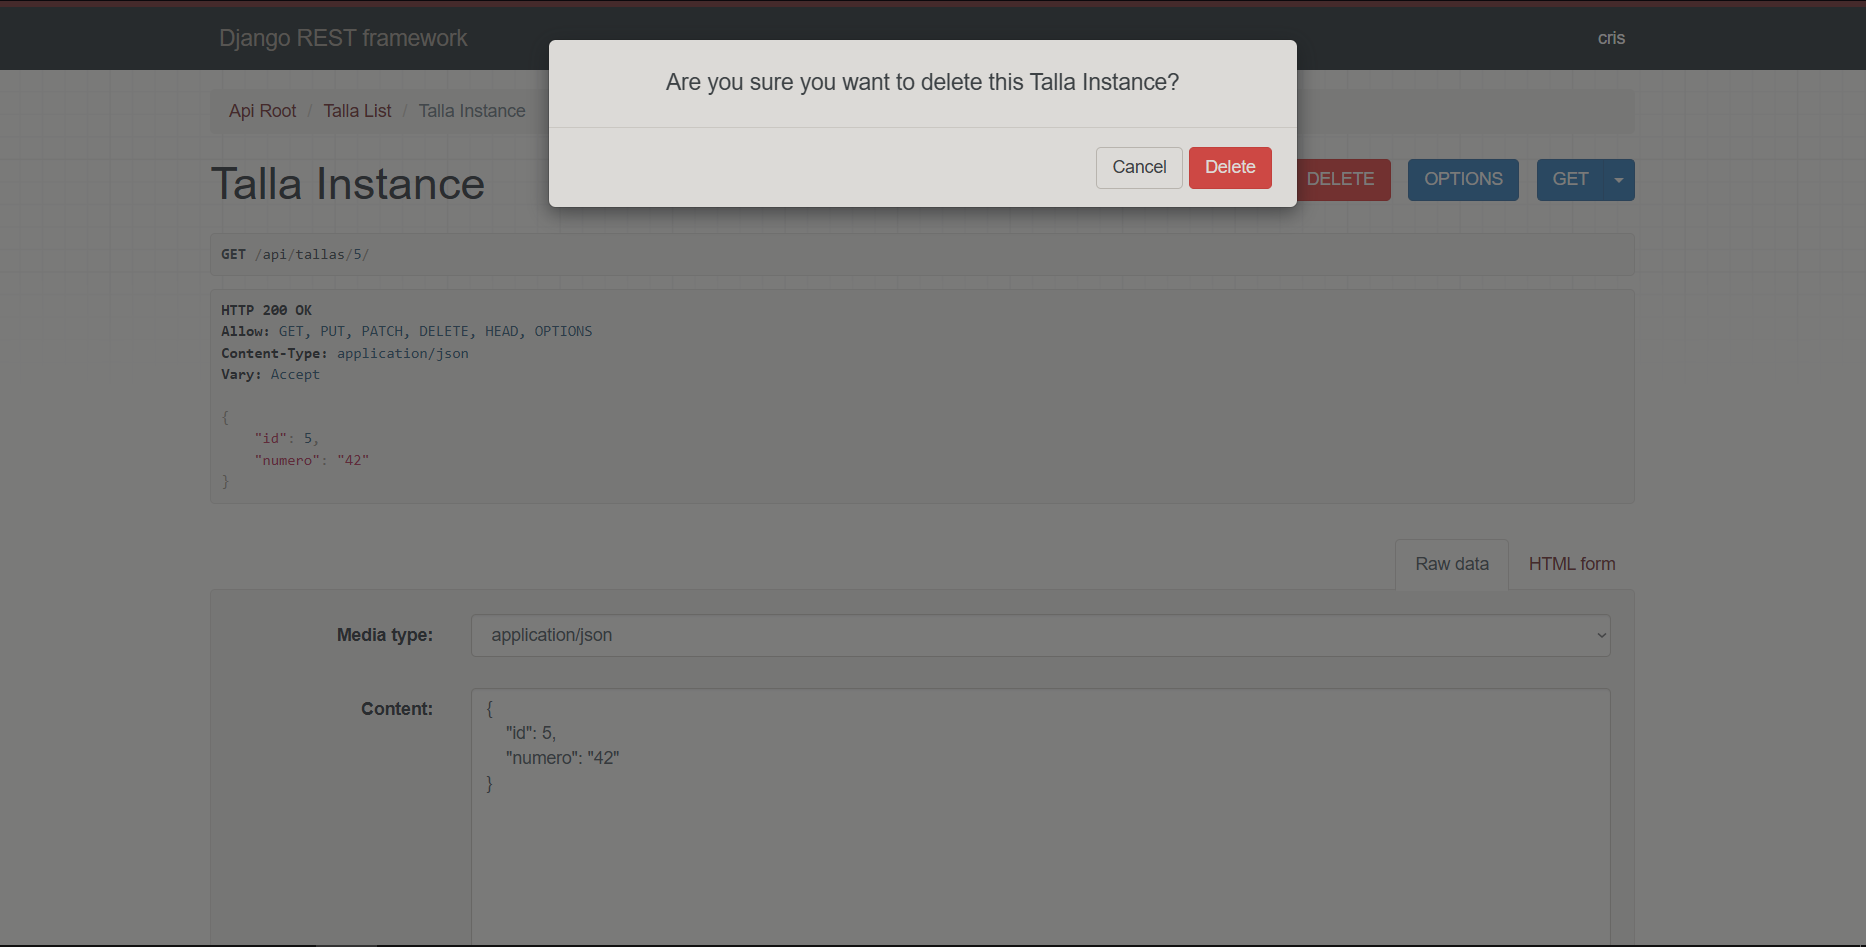 Django REST framework
cris
Are you sure you want to delete this Talla Instance?
Cancel Delete
Api Root / Talla List / Talla Instance
Talla Instance
DELETE OPTIONS GET
GET /api/tallas/5/
HTTP 200 OK
Allow: GET, PUT, PATCH, DELETE, HEAD, OPTIONS
Content-Type: application/json
Vary: Accept
{
"id": 5,
"numero": "42"
}
Raw data HTML form
Media type: application/json
Content:
{
"id": 5,
"numero": "42"
}